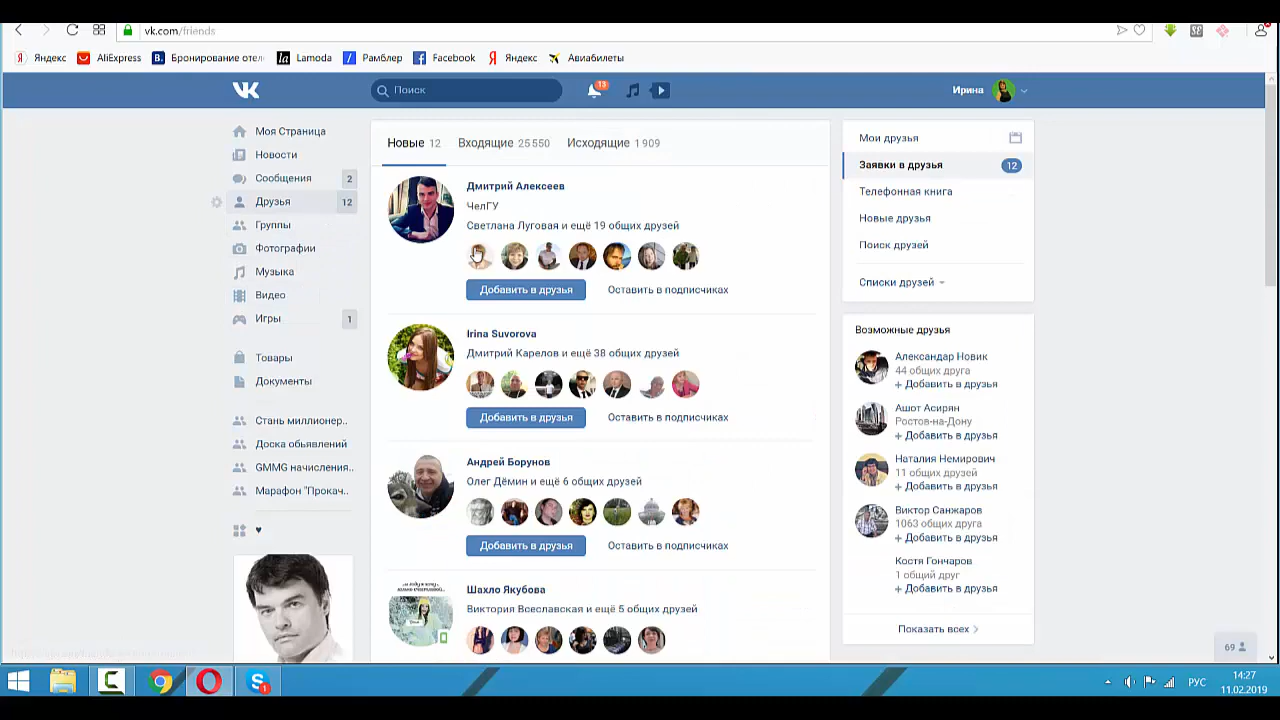 vk.com/friends
Яндекс AliExpress Бронирование отел Lamoda Рамблер Facebook Яндекс Авиабилеты
Поиск
13
Ирина
Моя Страница
Новости
Сообщения 2
Друзья 12
Группы
Фотографии
Музыка
Видео
Игры 1
Товары
Документы
Стань миллионер..
Доска обьявлений
GMMG начисления..
Марафон "Прокач..
Новые 12 Входящие 25 550 Исходящие 1 909
Дмитрий Алексеев
ЧелГУ
Светлана Луговая и ещё 19 общих друзей
Добавить в друзья Оставить в подписчиках
Irina Suvorova
Дмитрий Карелов и ещё 38 общих друзей
Добавить в друзья Оставить в подписчиках
Андрей Борунов
Олег Дёмин и ещё 6 общих друзей
Добавить в друзья Оставить в подписчиках
Шахло Якубова
Виктория Всеславская и ещё 5 общих друзей
Мои друзья
Заявки в друзья 12
Телефонная книга
Новые друзья
Поиск друзей
Списки друзей
Возможные друзья
Александр Новик
44 общих друга
+ Добавить в друзья
Ашот Асирян
Ростов-на-Дону
+ Добавить в друзья
Наталия Немирович
11 общих друзей
+ Добавить в друзья
Виктор Санжаров
1063 общих друга
+ Добавить в друзья
Костя Гончаров
1 общий друг
+ Добавить в друзья
Показать всех
69
РУС
14:27
11.02.2019